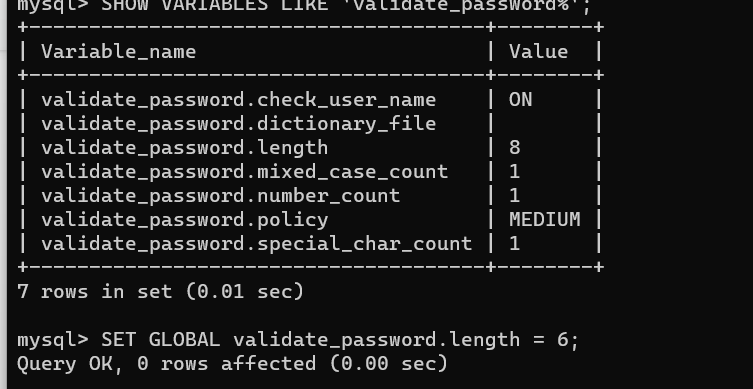 mysql> SHOW VARIABLES LIKE 'validate_password%';
+--------------------------------------+--------+
| Variable_name                        | Value  |
+--------------------------------------+--------+
| validate_password.check_user_name    | ON     |
| validate_password.dictionary_file    |        |
| validate_password.length             | 8      |
| validate_password.mixed_case_count   | 1      |
| validate_password.number_count       | 1      |
| validate_password.policy             | MEDIUM |
| validate_password.special_char_count | 1      |
+--------------------------------------+--------+
7 rows in set (0.01 sec)

mysql> SET GLOBAL validate_password.length = 6;
Query OK, 0 rows affected (0.00 sec)